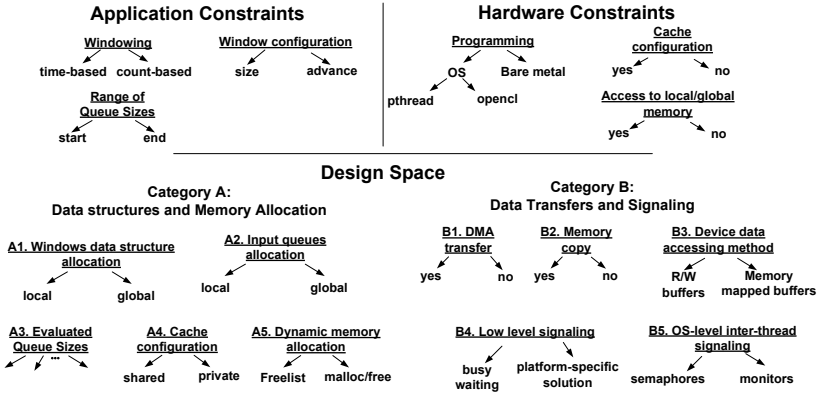 Application Constraints
Windowing
time-based count-based
Window configuration
size advance
Range of
Queue Sizes
start end
Hardware Constraints
Programming
OS Bare metal
pthread opencl
Cache
configuration
yes no
Access to local/global
memory
yes no
Design Space
Category A:
Data structures and Memory Allocation
A1. Windows data structure
allocation
local global
A2. Input queues
allocation
local global
A3. Evaluated
Queue Sizes
...
A4. Cache
configuration
shared private
A5. Dynamic memory
allocation
Freelist malloc/free
Category B:
Data Transfers and Signaling
B1. DMA
transfer
yes no
B2. Memory
copy
yes no
B3. Device data
accessing method
R/W
buffers
Memory
mapped buffers
B4. Low level signaling
busy
waiting
platform-specific
solution
B5. OS-level inter-thread
signaling
semaphores monitors